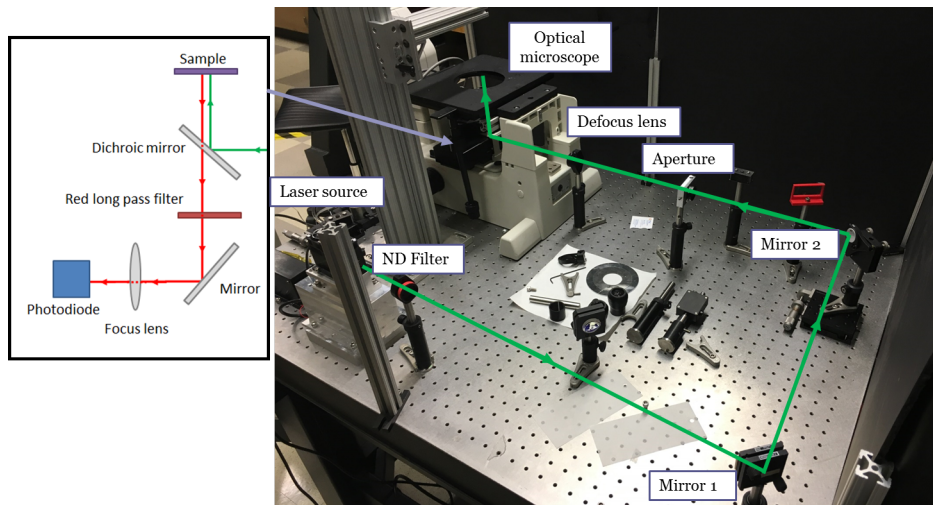 Sample
Dichroic mirror
Red long pass filter
Mirror
Photodiode
Focus lens
Optical
microscope
Defocus lens
Aperture
Laser source
ND Filter
Mirror 2
Mirror 1